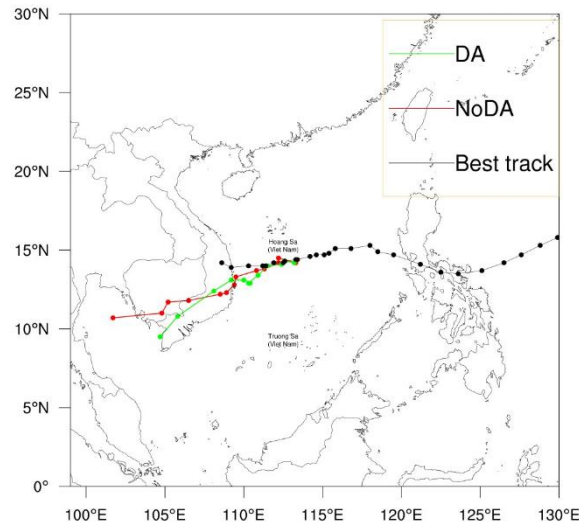 30°N
25°N
20°N
15°N
10°N
5°N
0°
100°E 105°E 110°E 115°E 120°E 125°E 130°E
DA
NoDA
Best track
Hoang Sa
(Viet Nam)
Truong Sa
(Viet Nam)